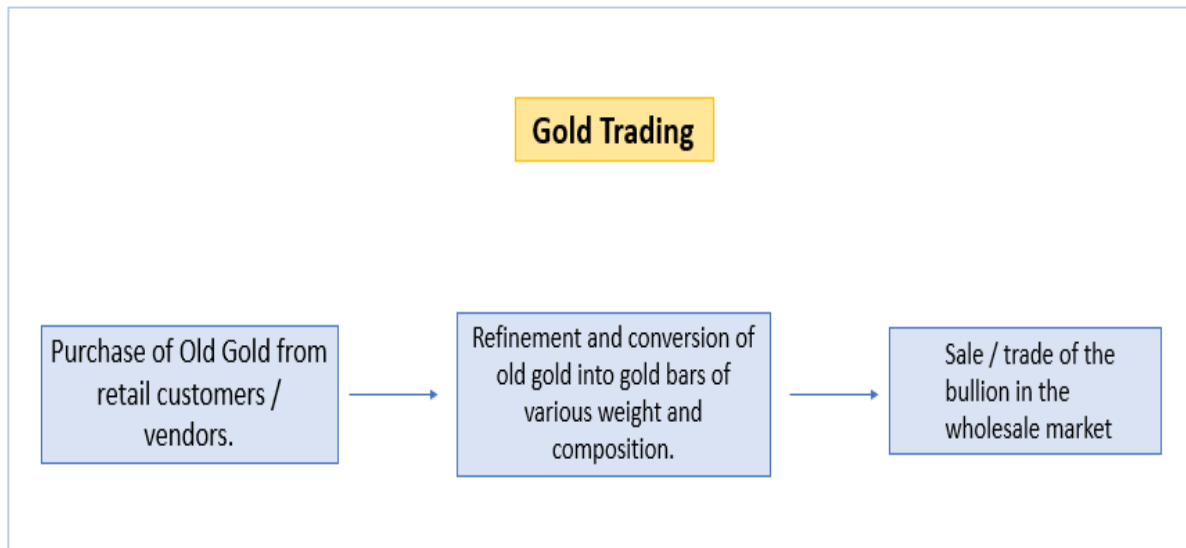 Gold Trading
Purchase of Old Gold from
retail customers /
vendors.
Refinement and conversion of
old gold into gold bars of
various weight and
composition.
Sale / trade of the
bullion in the
wholesale market